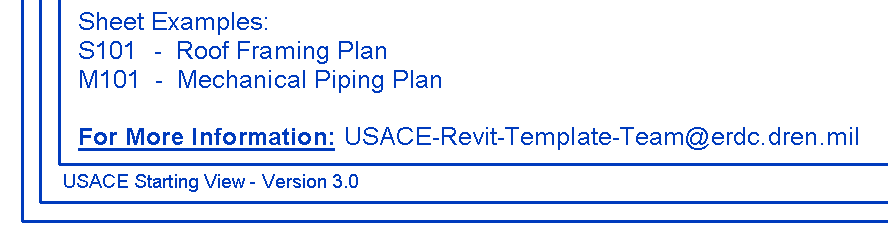 Sheet Examples:
S101 - Roof Framing Plan
M101 - Mechanical Piping Plan
For More Information: USACE-Revit-Template-Team@erdc.dren.mil
USACE Starting View - Version 3.0